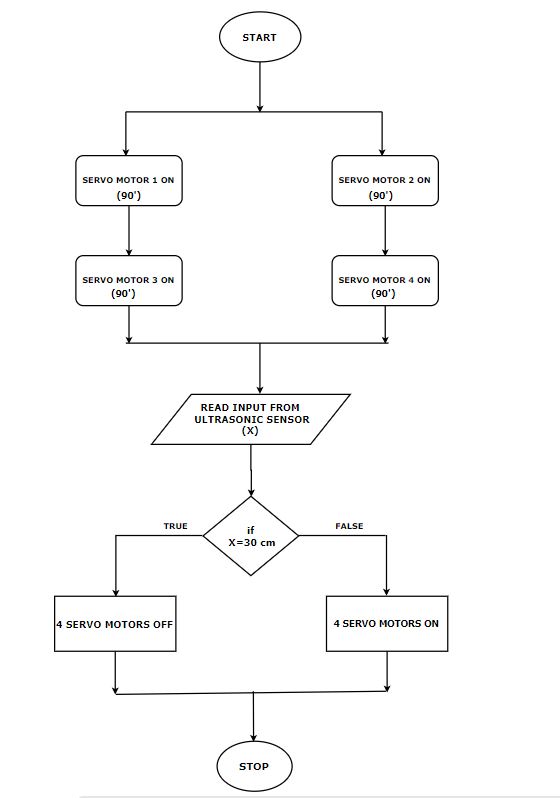 START
SERVO MOTOR 1 ON
(90')
SERVO MOTOR 2 ON
(90')
SERVO MOTOR 3 ON
(90')
SERVO MOTOR 4 ON
(90')
READ INPUT FROM
ULTRASONIC SENSOR
(X)
if
X=30 cm
TRUE
FALSE
4 SERVO MOTORS OFF
4 SERVO MOTORS ON
STOP